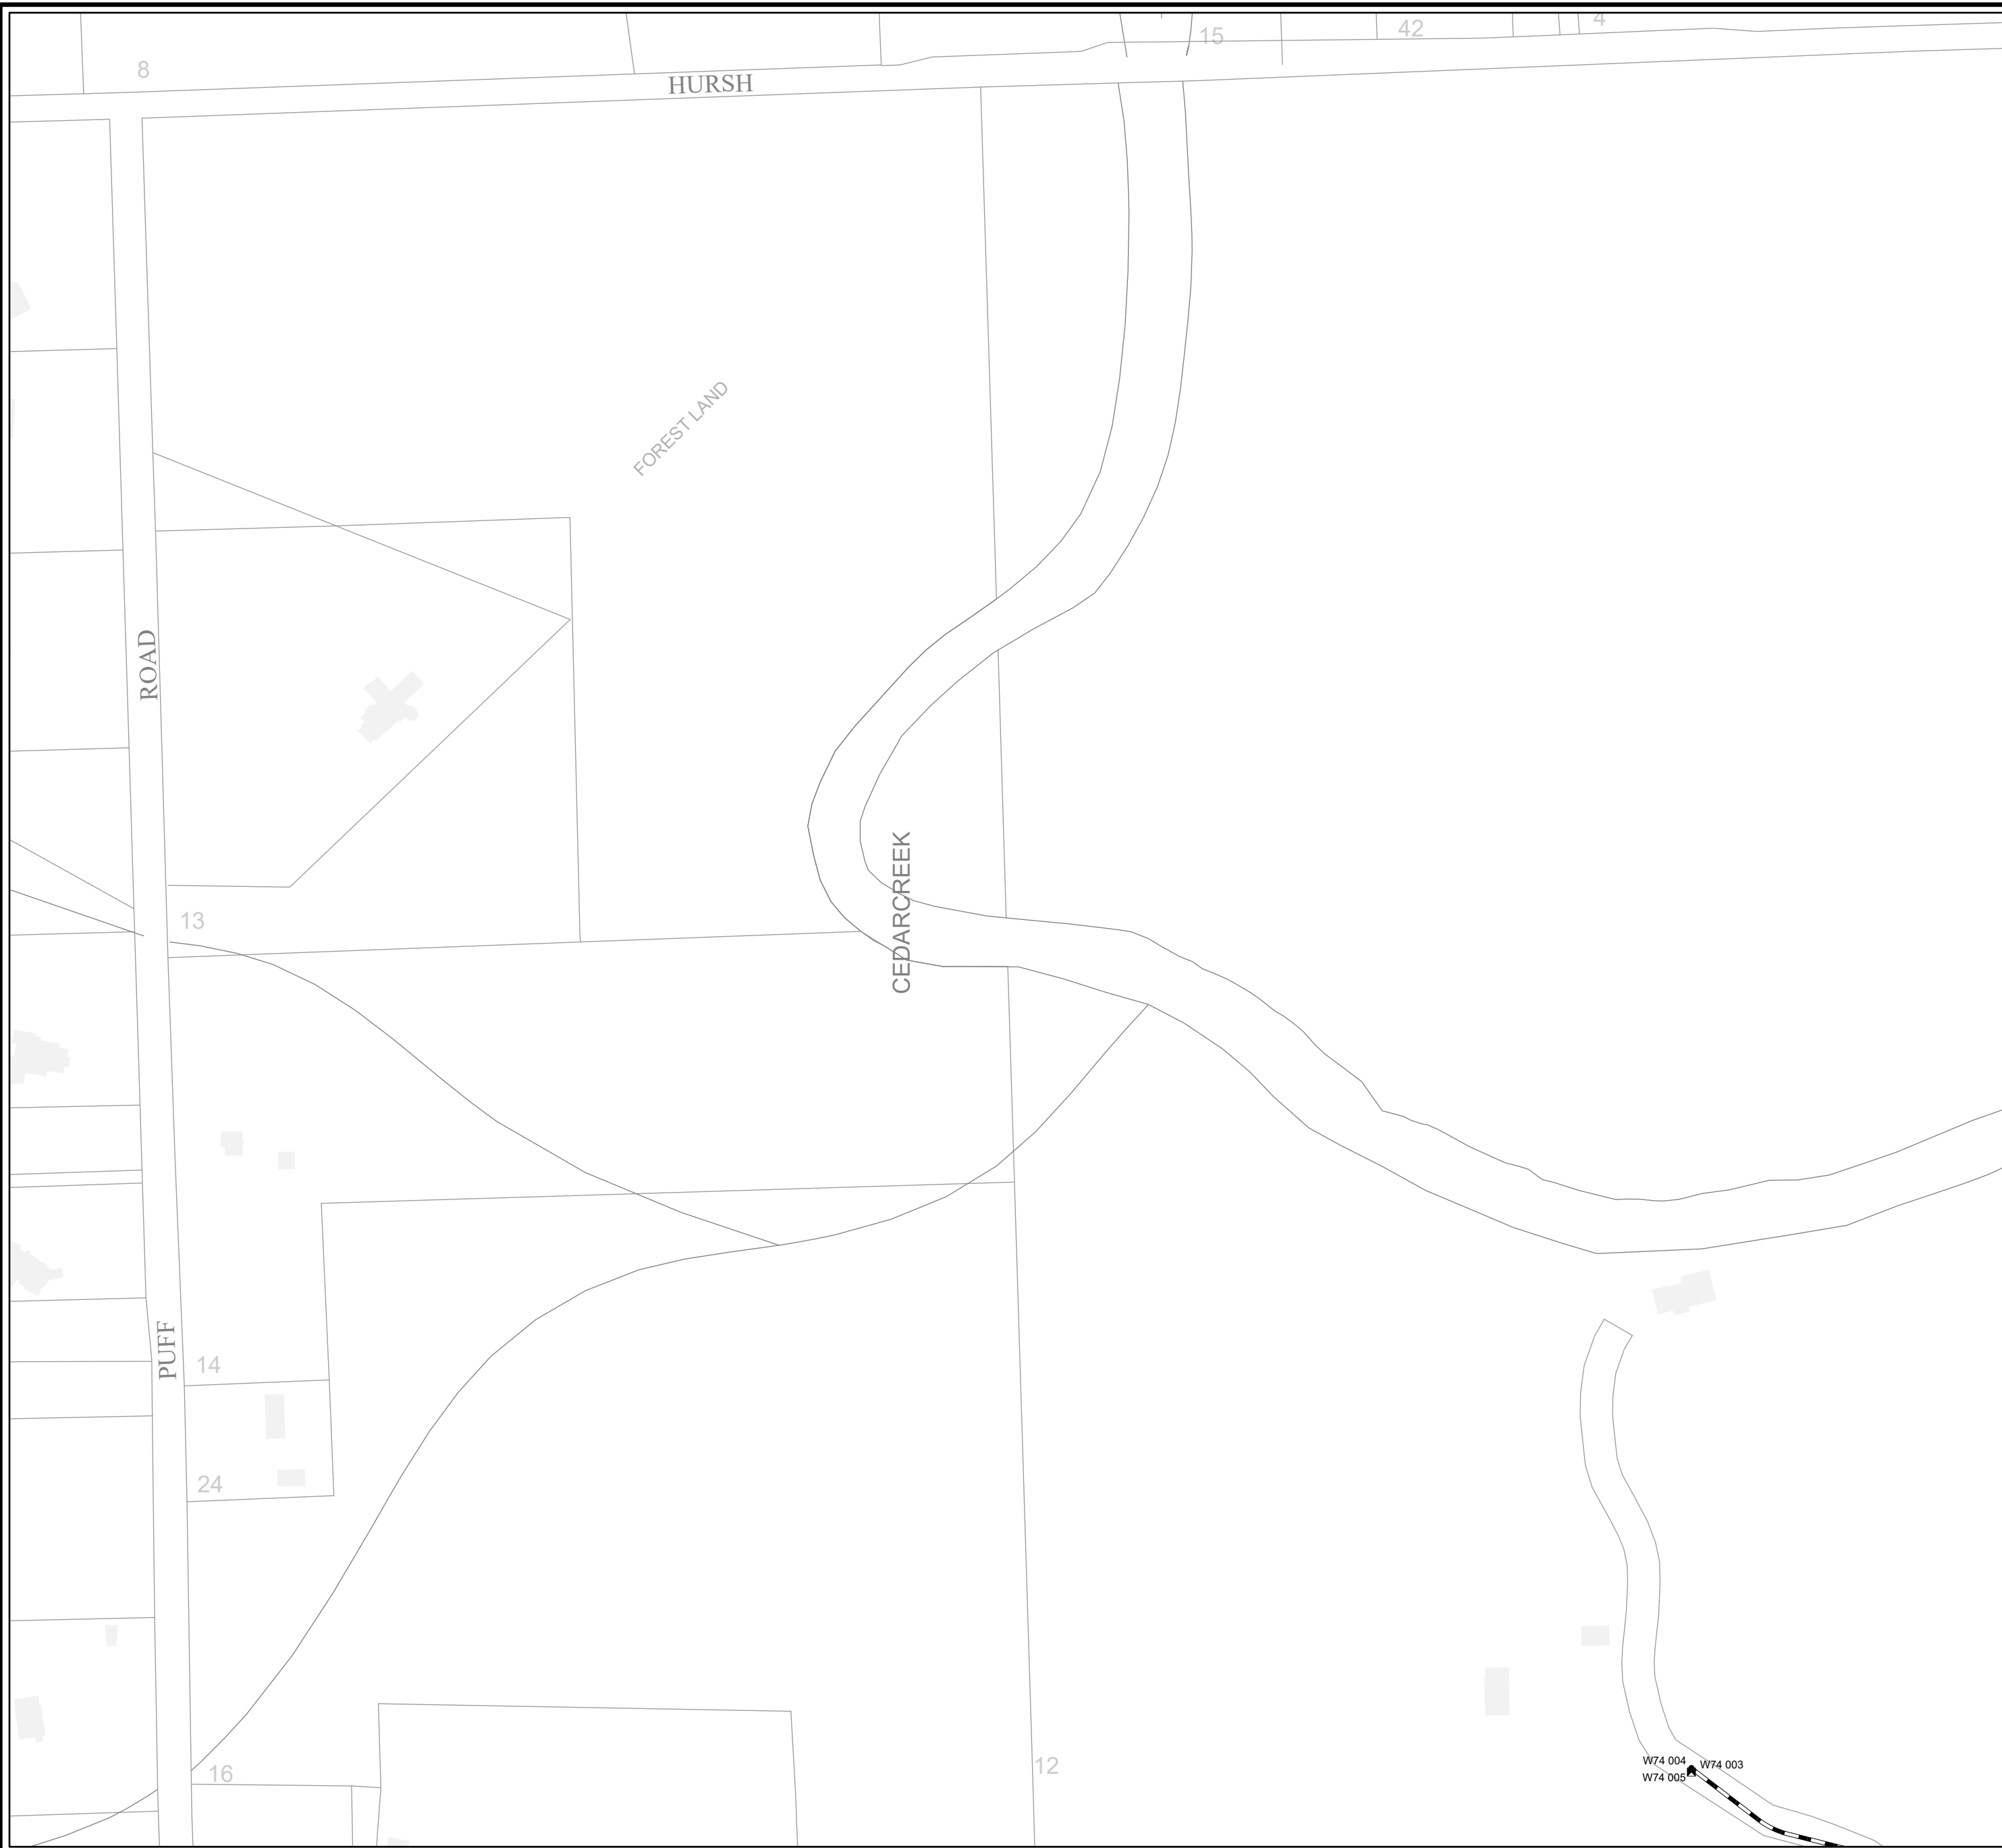 4
42
15
8
HURSH
FOREST LAND
ROAD
CEDARCREEK
13
PUFF
14
24
16
12
W74 004
W74 003
W74 005